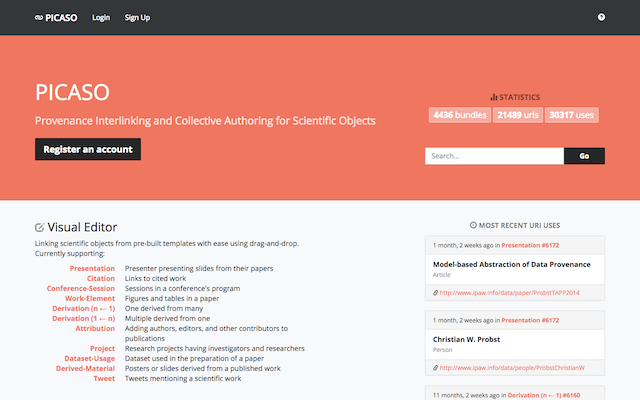 PICASO Login Sign Up
PICASO
Provenance Interlinking and Collective Authoring for Scientific Objects
Register an account
STATISTICS
4436 bundles 21489 uris 30317 uses
Search... Go
Visual Editor
Linking scientific objects from pre-built templates with ease using drag-and-drop.
Currently supporting:
Presentation Presenter presenting slides from their papers
Citation Links to cited work
Conference-Session Sessions in a conference's program
Work-Element Figures and tables in a paper
Derivation (n ← 1) One derived from many
Derivation (1 ← n) Multiple derived from one
Attribution Adding authors, editors, and other contributors to
publications
Project Research projects having investigators and researchers
Dataset-Usage Dataset used in the preparation of a paper
Derived-Material Posters or slides derived from a published work
Tweet Tweets mentioning a scientific work
MOST RECENT URI USES
1 month, 2 weeks ago in Presentation #6172
Model-based Abstraction of Data Provenance
Article
http://www.ipaw.info/data/paper/ProbstTAPP2014
1 month, 2 weeks ago in Presentation #6172
Christian W. Probst
Person
http://www.ipaw.info/data/people/ProbstChristianW
11 months, 2 weeks ago in Derivation (n ← 1) #6160